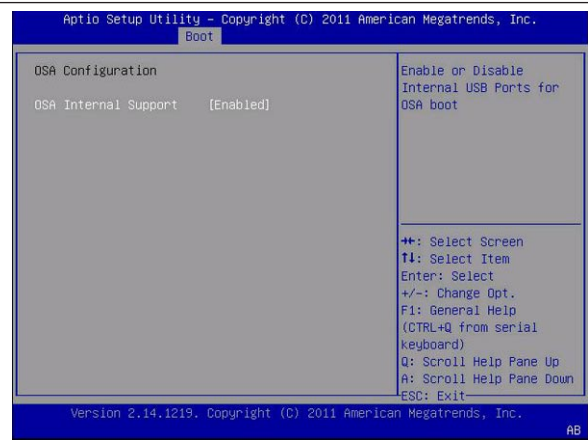 Aptio Setup Utility – Copyright (C) 2011 American Megatrends, Inc.
Boot
OSA Configuration
OSA Internal Support [Enabled]
Enable or Disable
Internal USB Ports for
OSA boot
→←: Select Screen
↑↓: Select Item
Enter: Select
+/-: Change Opt.
F1: General Help
(CTRL+Q from serial
keyboard)
Q: Scroll Help Pane Up
A: Scroll Help Pane Down
ESC: Exit
Version 2.14.1219. Copyright (C) 2011 American Megatrends, Inc.
AB